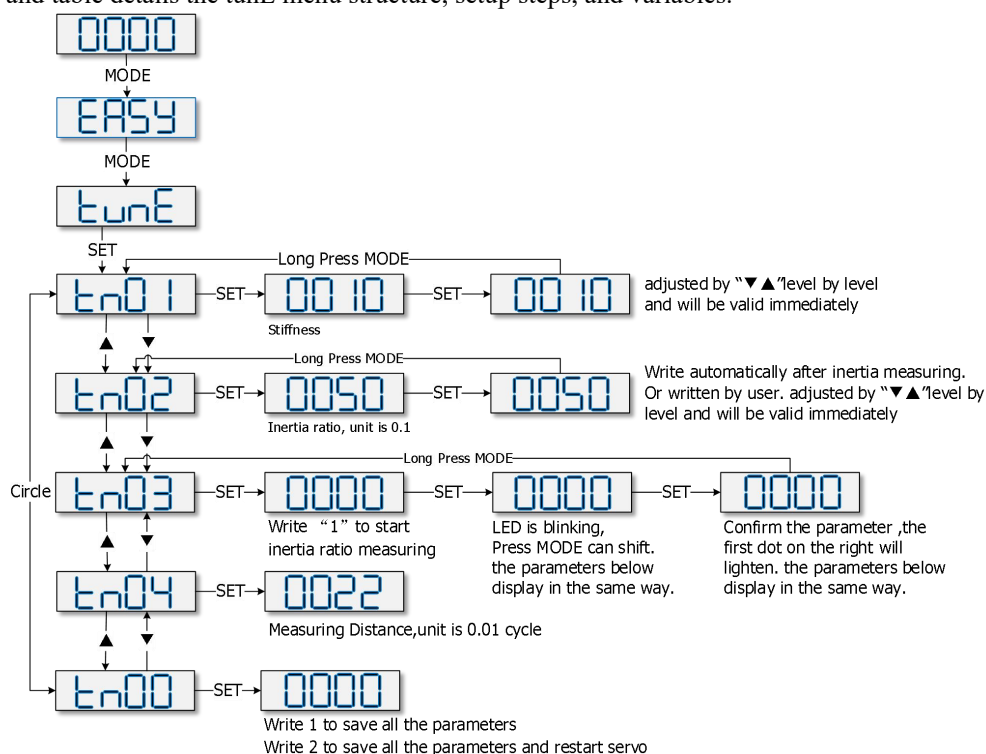 and table details the tunE menu structure, setup steps, and variables.
0000
MODE
EASY
MODE
tunE
SET
Long Press MODE
tn01 SET 0010 SET 0010
adjusted by “▼▲”level by level
and will be valid immediately
Stiffness
▲ ▼
Long Press MODE
tn02 SET 0050 SET 0050
Write automatically after inertia measuring.
Or written by user. adjusted by “▼▲”level by
level and will be valid immediately
Inertia ratio, unit is 0.1
▲ ▼
Long Press MODE
Circle
tn03 SET 0000 SET 0000 SET 0000
Write “1” to start
inertia ratio measuring
LED is blinking,
Press MODE can shift.
the parameters below
display in the same way.
Confirm the parameter ,the
first dot on the right will
lighten. the parameters below
display in the same way.
▲ ▼
tn04 SET 0022
Measuring Distance,unit is 0.01 cycle
▲ ▼
tn00 SET 0000
Write 1 to save all the parameters
Write 2 to save all the parameters and restart servo